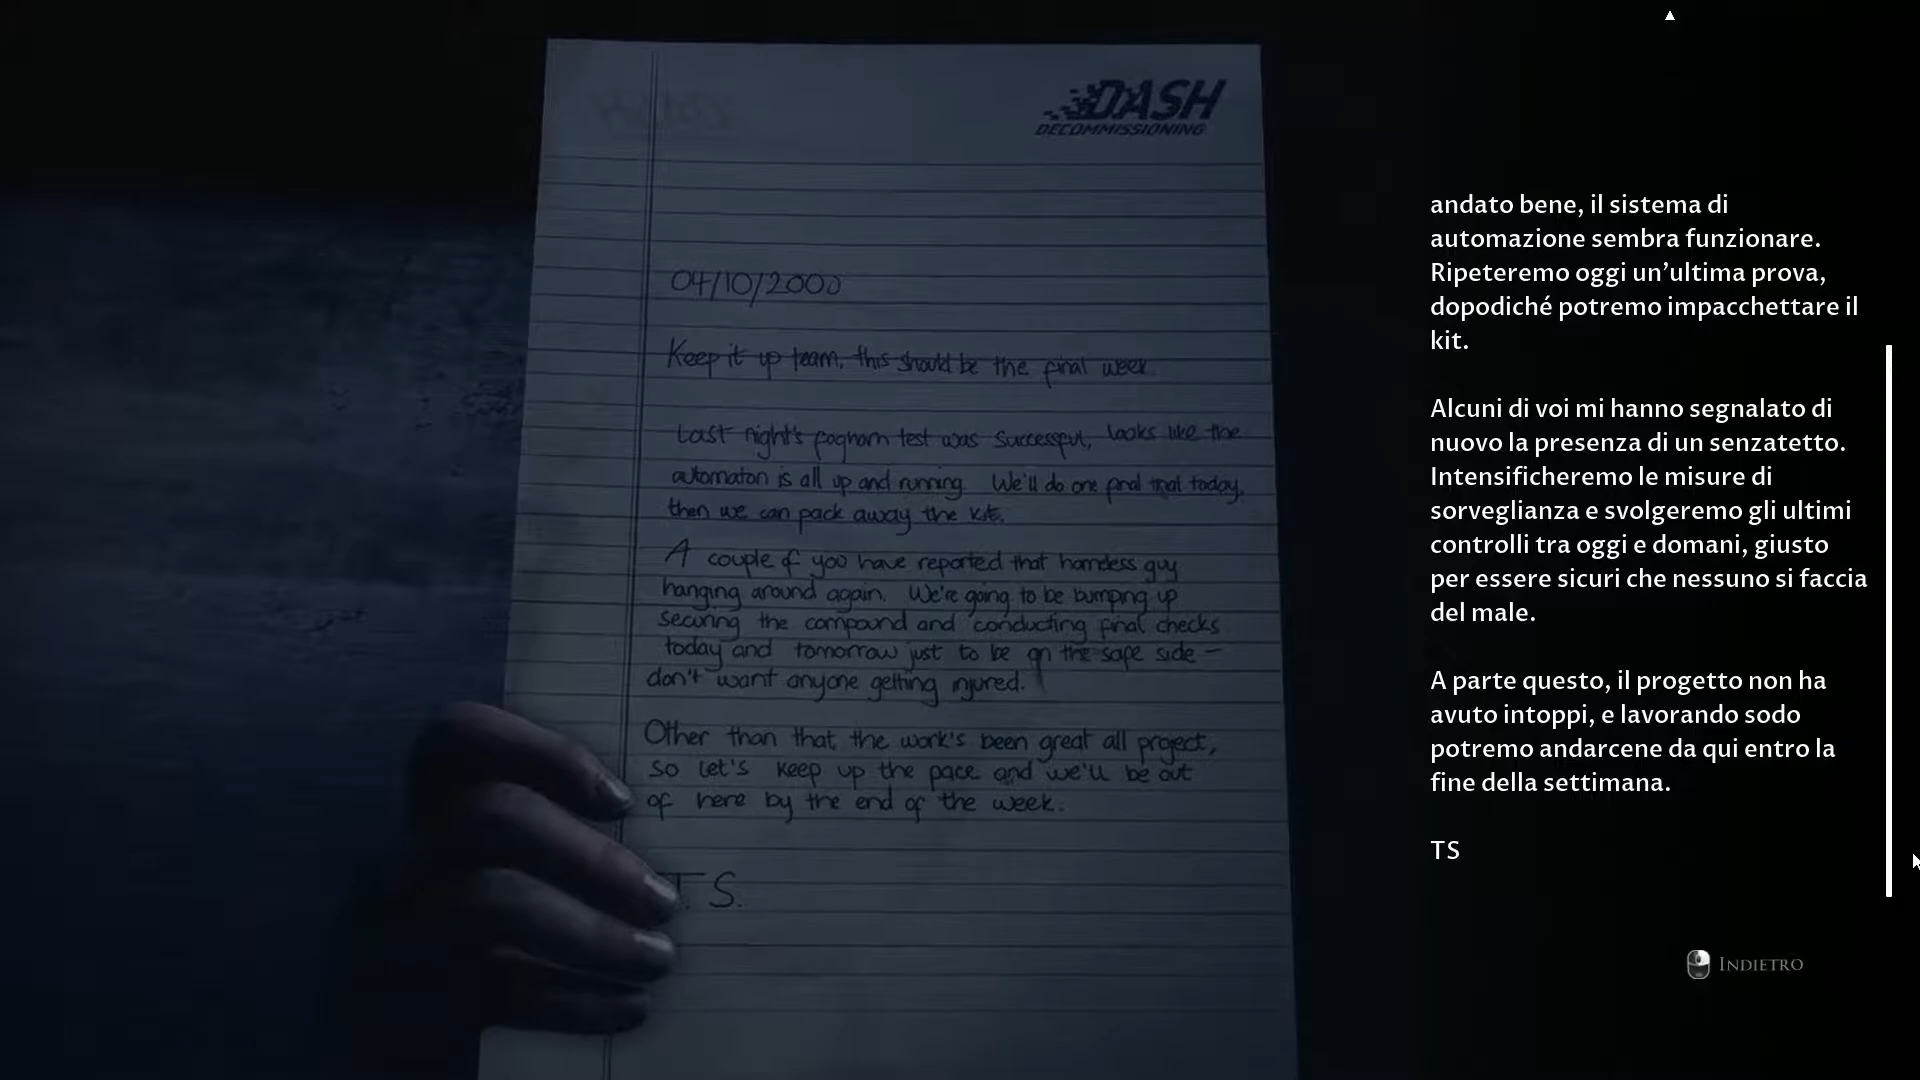 DASH
DECOMMISSIONING
04/10/2000
Keep it up team, this should be the final week.
Last night's foghorn test was successful, looks like the
automaton is all up and running. We'll do one final trial today,
then we can pack away the kit.
A couple of you have reported that homeless guy
hanging around again. We're going to be bumping up
securing the compound and conducting final checks
today and tomorrow just to be on the safe side -
don't want anyone getting injured.
Other than that, the work's been great all project,
so let's keep up the pace and we'll be out
of here by the end of the week.
T.S.
andato bene, il sistema di
automazione sembra funzionare.
Ripeteremo oggi un'ultima prova,
dopodiché potremo impacchettare il
kit.
Alcuni di voi mi hanno segnalato di
nuovo la presenza di un senzatetto.
Intensificheremo le misure di
sorveglianza e svolgeremo gli ultimi
controlli tra oggi e domani, giusto
per essere sicuri che nessuno si faccia
del male.
A parte questo, il progetto non ha
avuto intoppi, e lavorando sodo
potremo andarcene da qui entro la
fine della settimana.
TS
Indietro